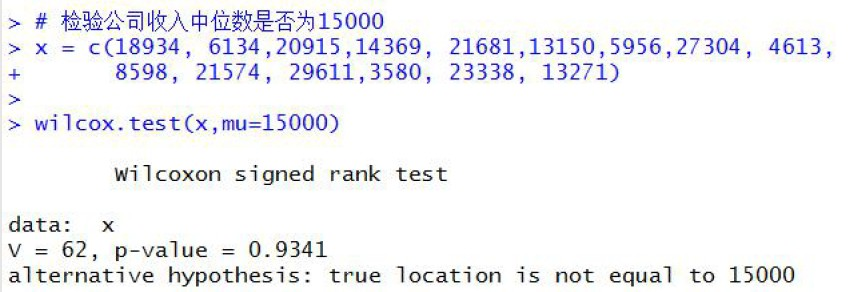 > # 检验公司收入中位数是否为15000
> x = c(18934, 6134,20915,14369, 21681,13150,5956,27304, 4613,
+       8598, 21574, 29611,3580, 23338, 13271)
>
> wilcox.test(x,mu=15000)
Wilcoxon signed rank test
data:  x
V = 62, p-value = 0.9341
alternative hypothesis: true location is not equal to 15000